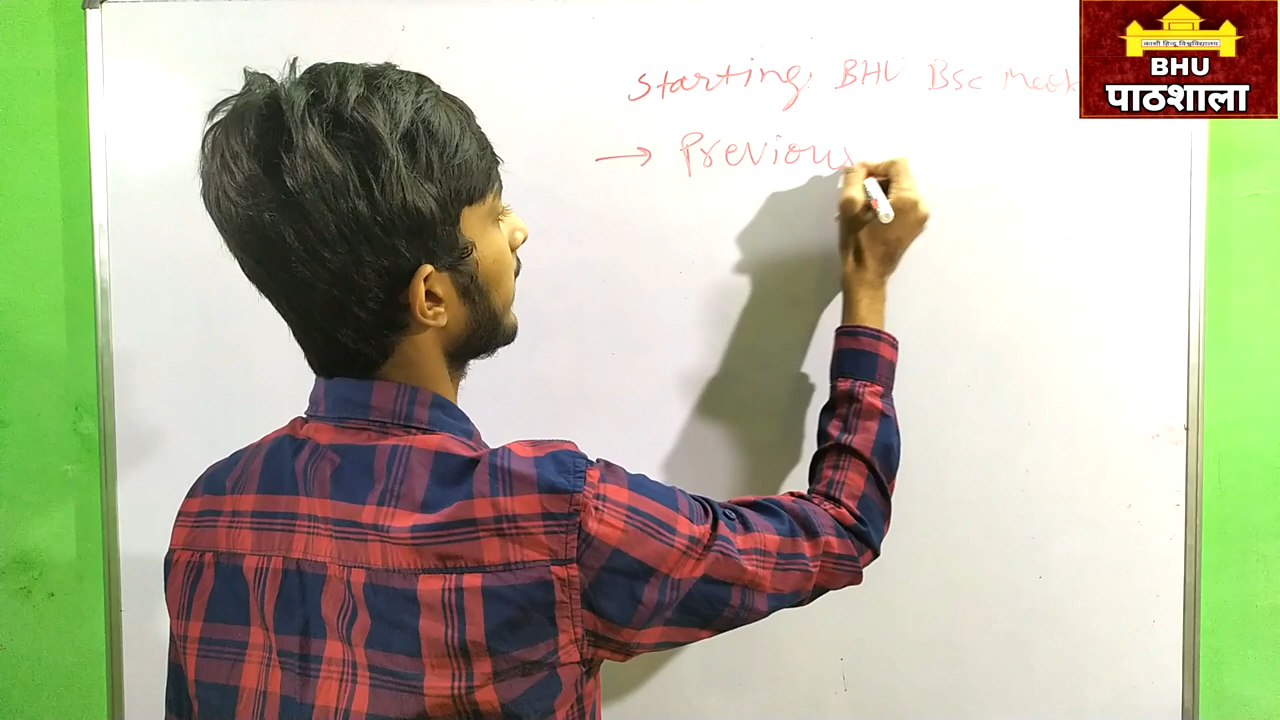 Starting BHU Bsc
→ Previous
काशी हिन्दू विश्वविद्यालय
BHU
पाठशाला